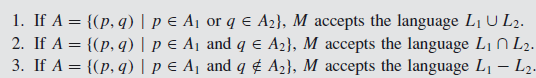 1. If A = {(p, q) | p ∈ A₁ or q ∈ A₂}, M accepts the language L₁ ∪ L₂.
2. If A = {(p, q) | p ∈ A₁ and q ∈ A₂}, M accepts the language L₁ ∩ L₂.
3. If A = {(p, q) | p ∈ A₁ and q ∉ A₂}, M accepts the language L₁ − L₂.